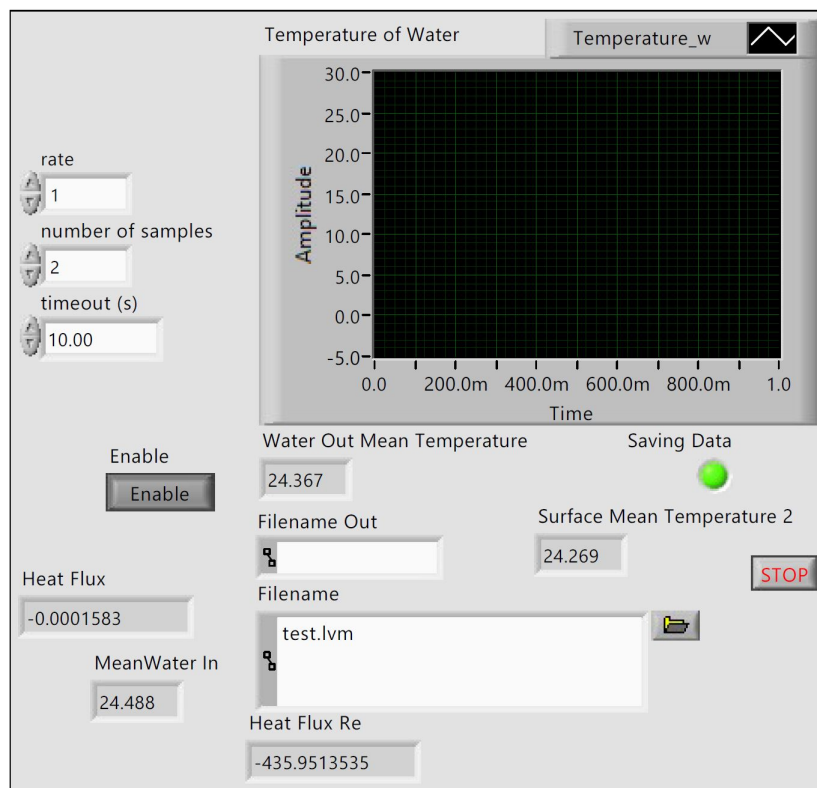 Temperature of Water
Temperature_w
30.0
25.0
20.0
15.0
10.0
5.0
0.0
-5.0
Amplitude
0.0 200.0m 400.0m 600.0m 800.0m 1.0
Time
rate
1
number of samples
2
timeout (s)
10.00
Enable
Enable
Water Out Mean Temperature
24.367
Saving Data
Filename Out
Surface Mean Temperature 2
24.269
STOP
Heat Flux
-0.0001583
Filename
test.lvm
MeanWater In
24.488
Heat Flux Re
-435.9513535